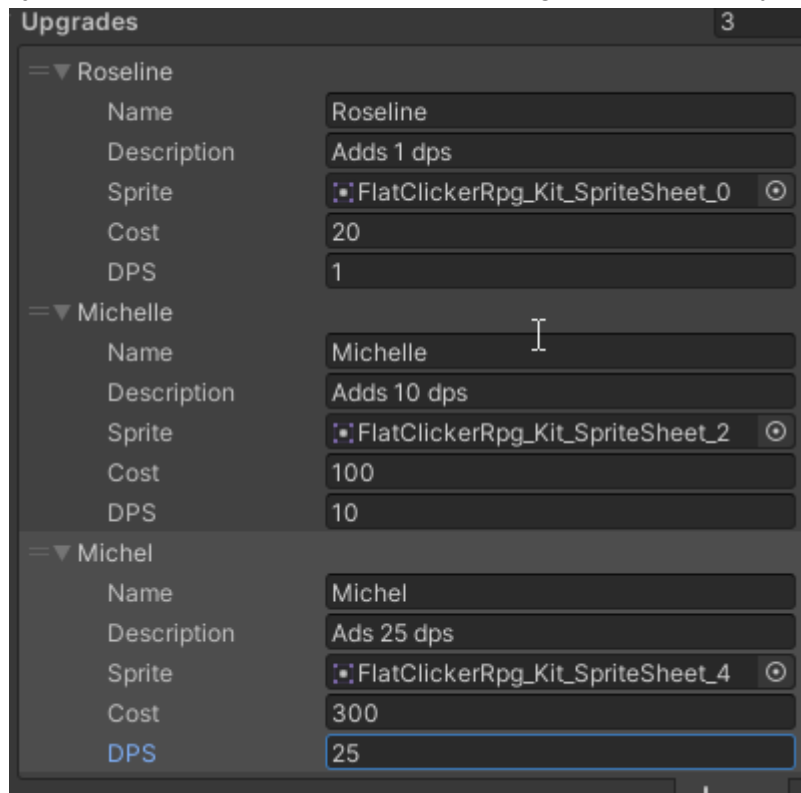 Upgrades 3
Roseline
Name Roseline
Description Adds 1 dps
Sprite FlatClickerRpg_Kit_SpriteSheet_0
Cost 20
DPS 1
Michelle
Name Michelle
Description Adds 10 dps
Sprite FlatClickerRpg_Kit_SpriteSheet_2
Cost 100
DPS 10
Michel
Name Michel
Description Ads 25 dps
Sprite FlatClickerRpg_Kit_SpriteSheet_4
Cost 300
DPS 25